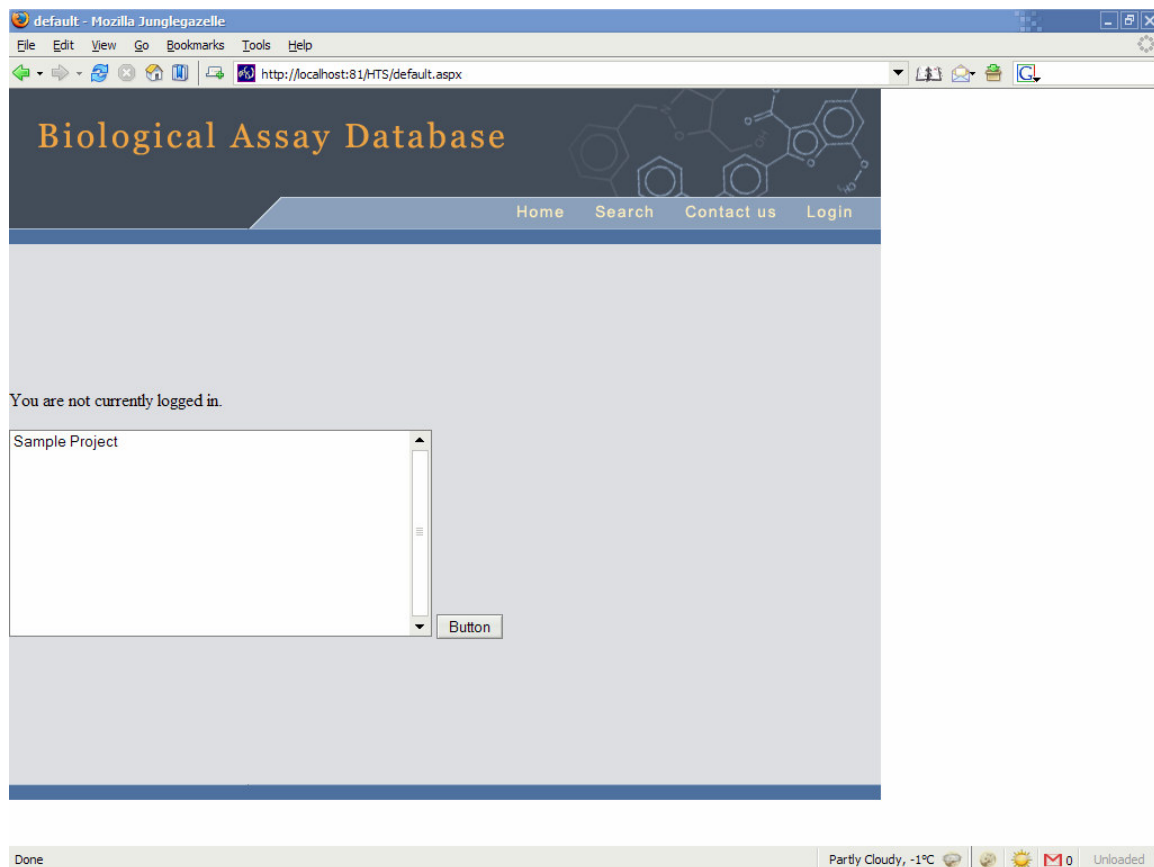 default - Mozilla Junglegazelle
File Edit View Go Bookmarks Tools Help
http://localhost:81/HTS/default.aspx
G
Biological Assay Database
Home Search Contact us Login
You are not currently logged in.
Sample Project
Button
Done Partly Cloudy, -1ºC 0 Unloaded